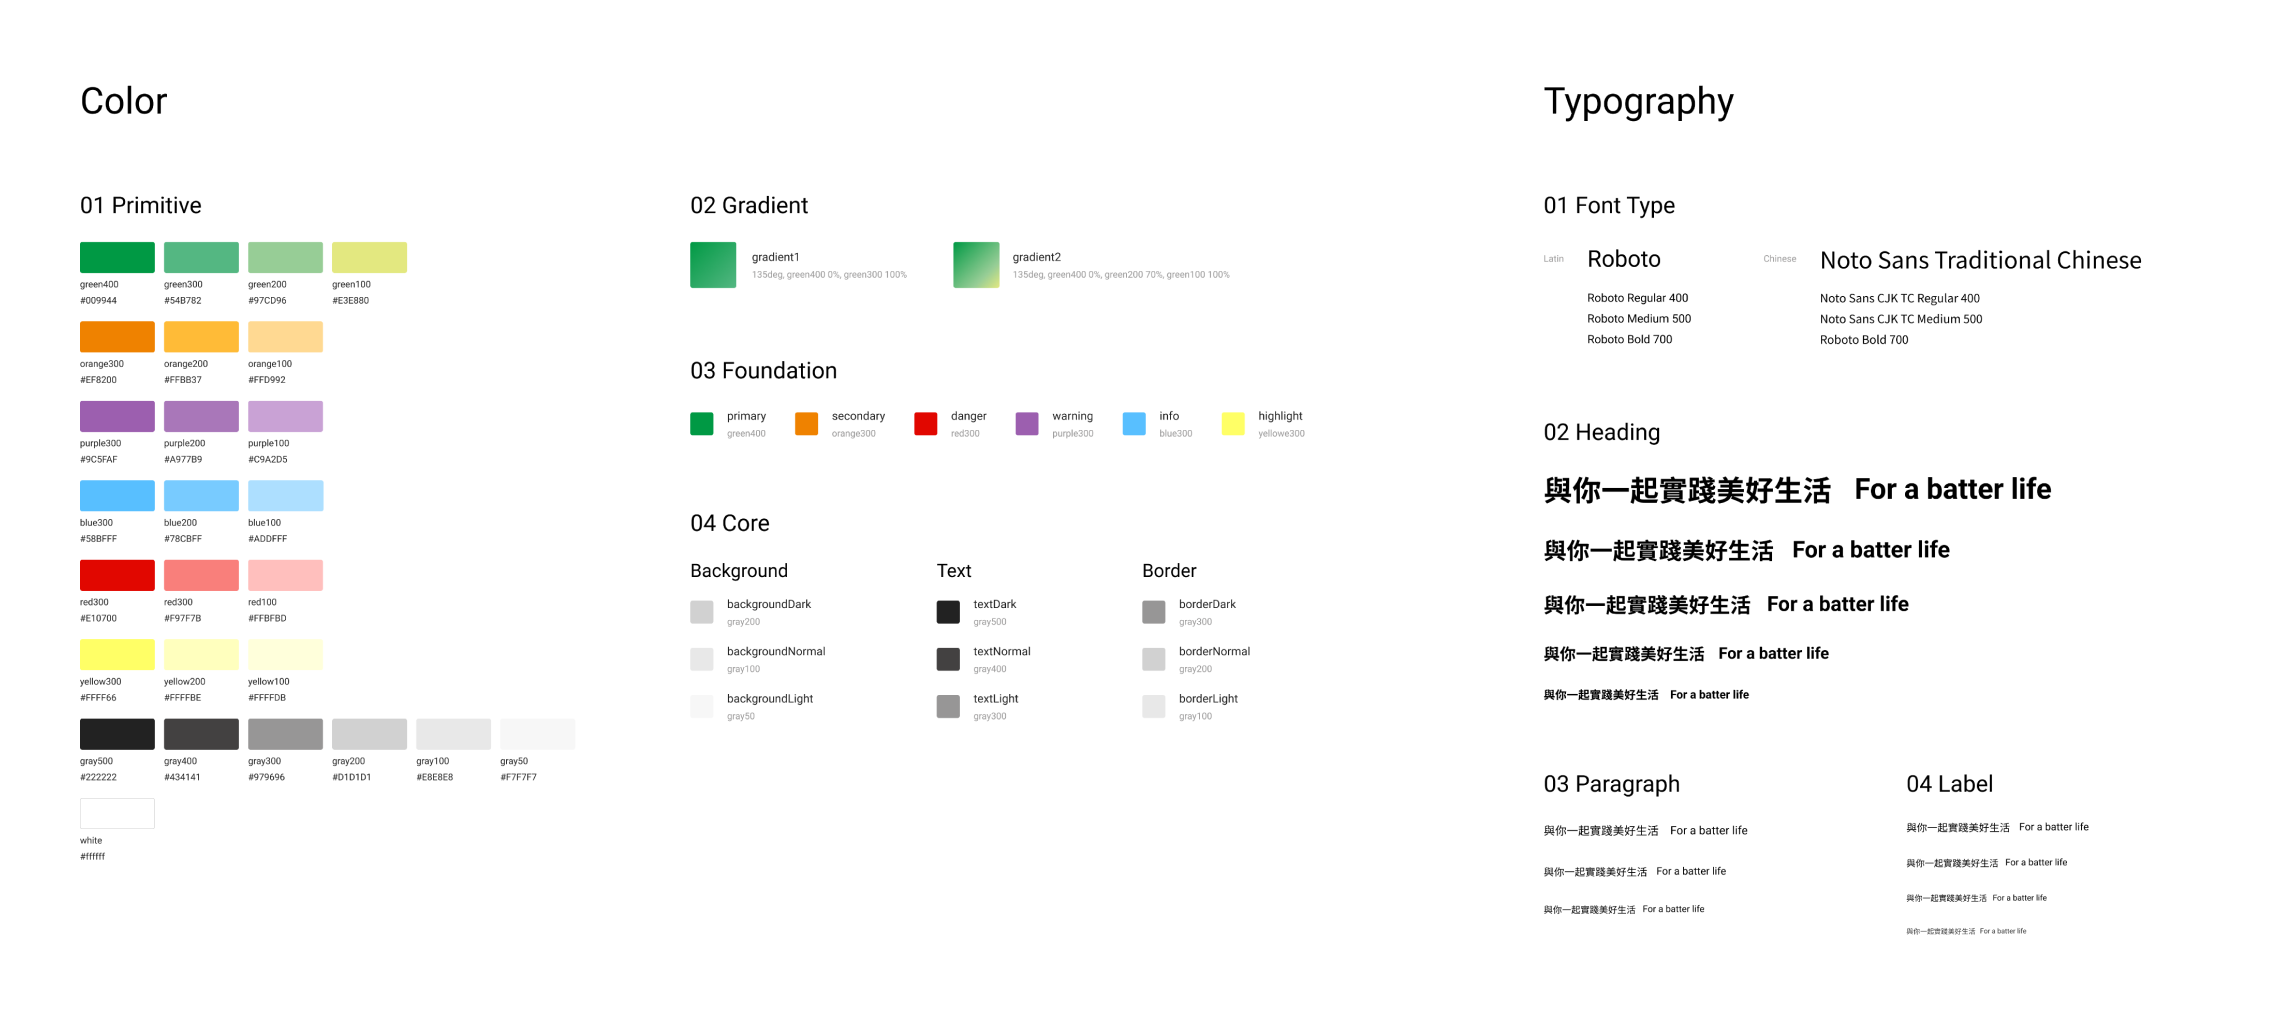 Color
01 Primitive
green400 green300 green200 green100
#009944 #54B782 #97CD96 #E3E880
orange300 orange200 orange100
#EF8200 #FFBB37 #FFD992
purple300 purple200 purple100
#9C5FAF #A977B9 #C9A2D5
blue300 blue200 blue100
#58BFFF #78CBFF #ADDFFF
red300 red300 red100
#E10700 #F97F7B #FFBFBD
yellow300 yellow200 yellow100
#FFFF66 #FFFFBE #FFFFDB
gray500 gray400 gray300 gray200 gray100 gray50
#222222 #434141 #979696 #D1D1D1 #E8E8E8 #F7F7F7
white
#ffffff
02 Gradient
gradient1
135deg, green400 0%, green300 100%
gradient2
135deg, green400 0%, green200 70%, green100 100%
03 Foundation
primary secondary danger warning info highlight
green400 orange300 red300 purple300 blue300 yellowe300
04 Core
Background
backgroundDark
gray200
backgroundNormal
gray100
backgroundLight
gray50
Text
textDark
gray500
textNormal
gray400
textLight
gray300
Border
borderDark
gray300
borderNormal
gray200
borderLight
gray100
Typography
01 Font Type
Latin Roboto
Roboto Regular 400
Roboto Medium 500
Roboto Bold 700
Chinese Noto Sans Traditional Chinese
Noto Sans CJK TC Regular 400
Noto Sans CJK TC Medium 500
Roboto Bold 700
02 Heading
與你一起實踐美好生活 For a batter life
與你一起實踐美好生活 For a batter life
與你一起實踐美好生活 For a batter life
與你一起實踐美好生活 For a batter life
與你一起實踐美好生活 For a batter life
03 Paragraph
與你一起實踐美好生活 For a batter life
與你一起實踐美好生活 For a batter life
與你一起實踐美好生活 For a batter life
04 Label
與你一起實踐美好生活 For a batter life
與你一起實踐美好生活 For a batter life
與你一起實踐美好生活 For a batter life
與你一起實踐美好生活 For a batter life